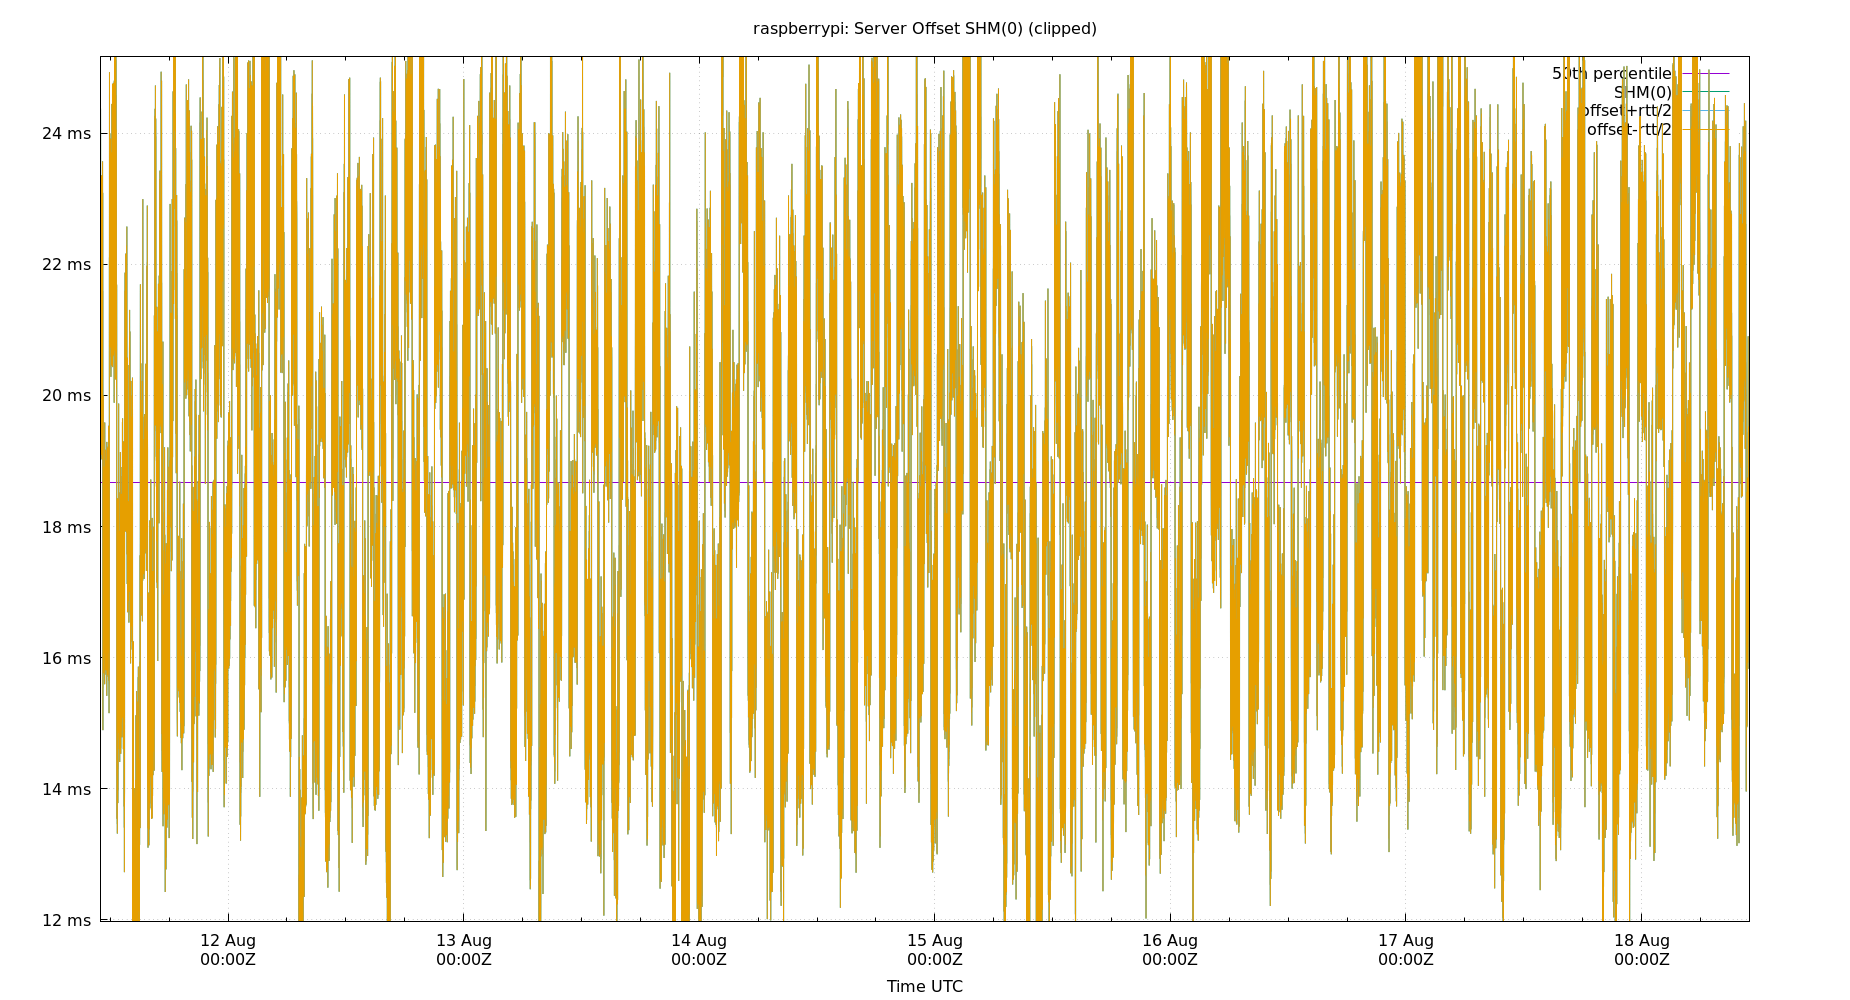 raspberrypi: Server Offset SHM(0) (clipped)
50th percentile
SHM(0)
offset+rtt/2
offset-rtt/2
24 ms
22 ms
20 ms
18 ms
16 ms
14 ms
12 ms
12 Aug 13 Aug 14 Aug 15 Aug 16 Aug 17 Aug 18 Aug
00:00Z 00:00Z 00:00Z 00:00Z 00:00Z 00:00Z 00:00Z
Time UTC